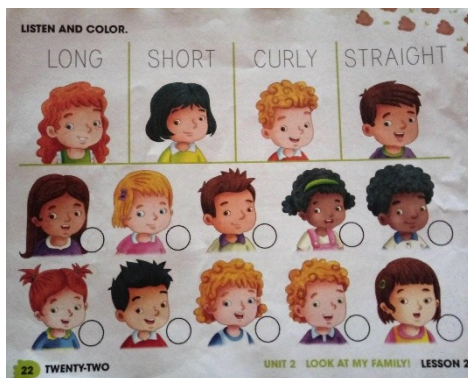 LISTEN AND COLOR.
LONG SHORT CURLY STRAIGHT
22 TWENTY-TWO UNIT 2 LOOK AT MY FAMILY! LESSON 2